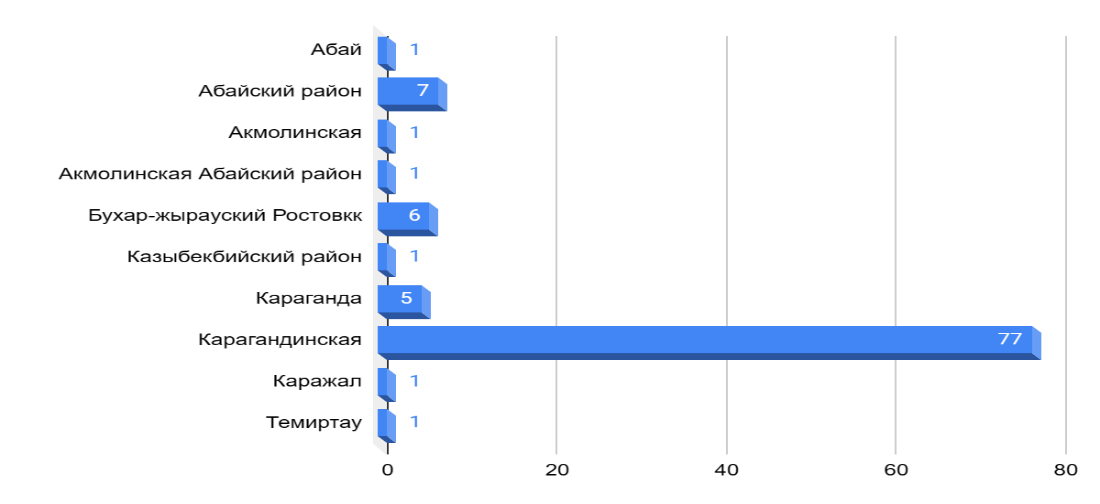 Абай 1
Абайский район 7
Акмолинская 1
Акмолинская Абайский район 1
Бухар-жырауский Ростовкк 6
Казыбекбийский район 1
Караганда 5
Карагандинская 77
Каражал 1
Темиртау 1
0 20 40 60 80